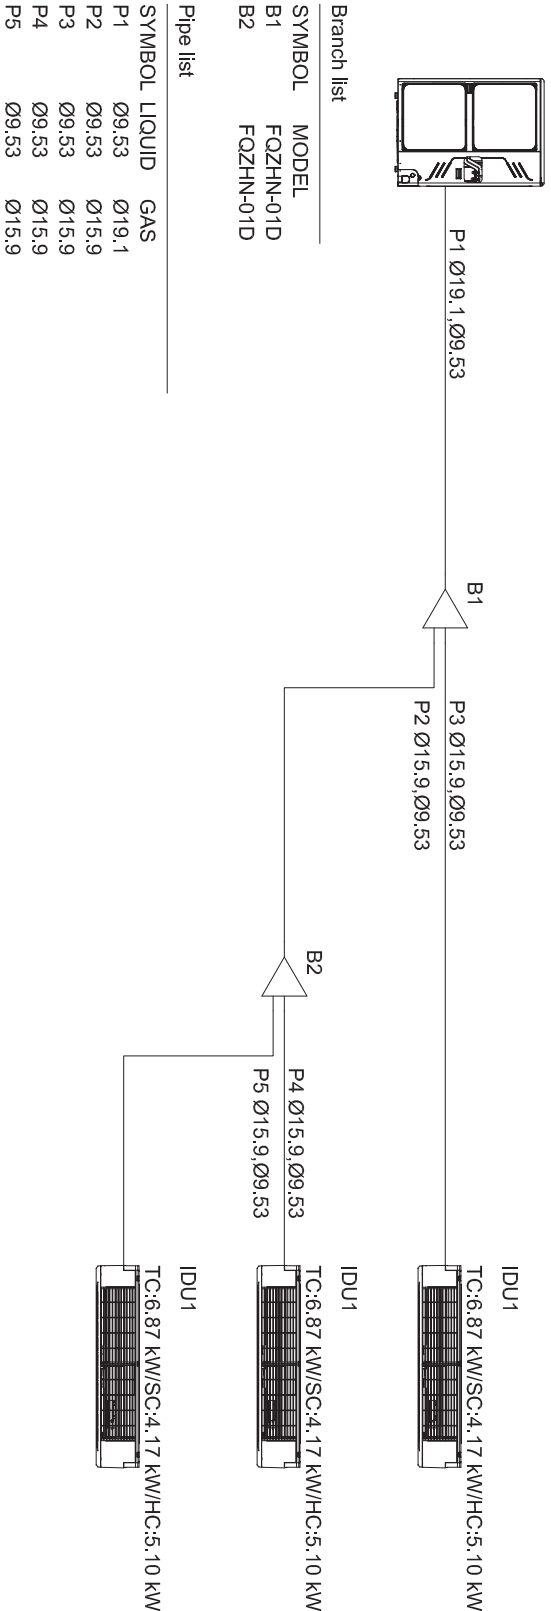 P1 Ø19.1,Ø9.53
B1
P3 Ø15.9,Ø9.53
P2 Ø15.9,Ø9.53
IDU1
TC:6.87 kW/SC:4.17 kW/HC:5.10 kW
B2
P4 Ø15.9,Ø9.53
P5 Ø15.9,Ø9.53
IDU1
TC:6.87 kW/SC:4.17 kW/HC:5.10 kW
IDU1
TC:6.87 kW/SC:4.17 kW/HC:5.10 kW
Branch list
SYMBOL MODEL
B1 FQZHN-01D
B2 FQZHN-01D
Pipe list
SYMBOL LIQUID GAS
P1 Ø9.53 Ø19.1
P2 Ø9.53 Ø15.9
P3 Ø9.53 Ø15.9
P4 Ø9.53 Ø15.9
P5 Ø9.53 Ø15.9